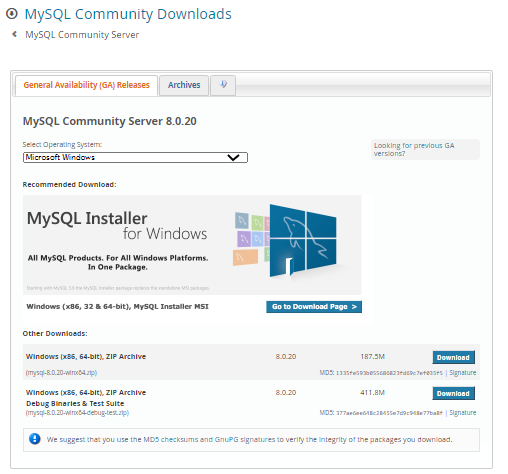 MySQL Community Downloads
MySQL Community Server
General Availability (GA) Releases
Archives
MySQL Community Server 8.0.20
Select Operating System:
Microsoft Windows
Looking for previous GA
versions?
Recommended Download:
MySQL Installer
for Windows
All MySQL Products. For All Windows Platforms.
In One Package.
Starting with MySQL 5.6 the MySQL Installer package replaces the standalone MSI packages.
Windows (x86, 32 & 64-bit), MySQL Installer MSI
Go to Download Page >
Other Downloads:
Windows (x86, 64-bit), ZIP Archive 8.0.20 187.5M Download
(mysql-8.0.20-winx64.zip) MD5: | Signature
Windows (x86, 64-bit), ZIP Archive 8.0.20 411.8M Download
Debug Binaries & Test Suite
(mysql-8.0.20-winx64-debug-test.zip) MD5: | Signature
We suggest that you use the MD5 checksums and GnuPG signatures to verify the integrity of the packages you download.